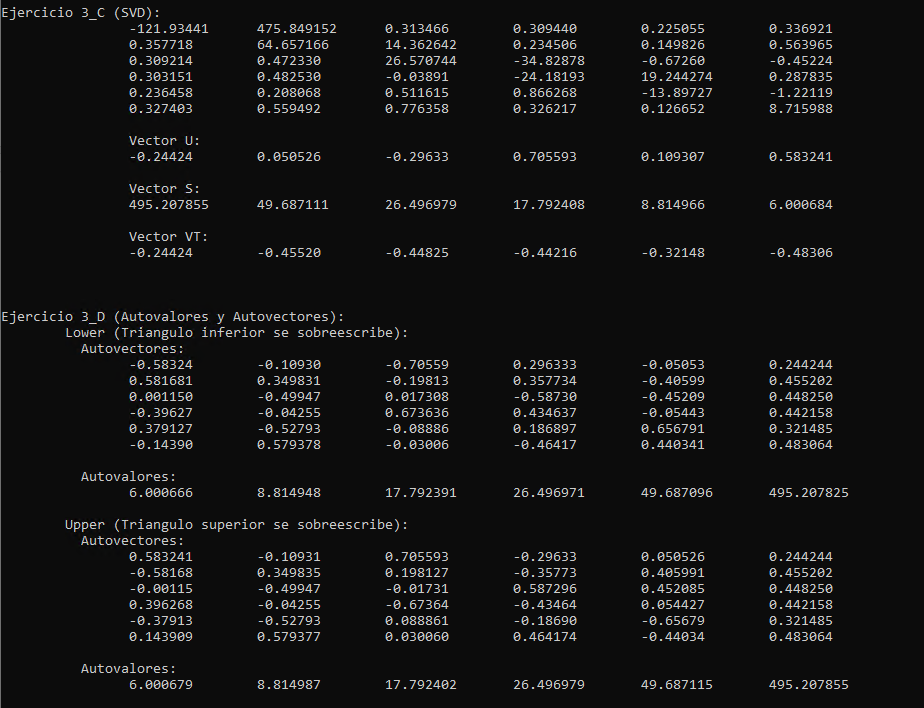 Ejercicio 3_C (SVD):
-121.93441 475.849152 0.313466 0.309440 0.225055 0.336921
0.357718 64.657166 14.362642 0.234506 0.149826 0.563965
0.309214 0.472330 26.570744 -34.82878 -0.67260 -0.45224
0.303151 0.482530 -0.03891 -24.18193 19.244274 0.287835
0.236458 0.208068 0.511615 0.866268 -13.89727 -1.22119
0.327403 0.559492 0.776358 0.326217 0.126652 8.715988
Vector U:
-0.24424 0.050526 -0.29633 0.705593 0.109307 0.583241
Vector S:
495.207855 49.687111 26.496979 17.792408 8.814966 6.000684
Vector VT:
-0.24424 -0.45520 -0.44825 -0.44216 -0.32148 -0.48306
Ejercicio 3_D (Autovalores y Autovectores):
Lower (Triangulo inferior se sobreescribe):
Autovectores:
-0.58324 -0.10930 -0.70559 0.296333 -0.05053 0.244244
0.581681 0.349831 -0.19813 0.357734 -0.40599 0.455202
0.001150 -0.49947 0.017308 -0.58730 -0.45209 0.448250
-0.39627 -0.04255 0.673636 0.434637 -0.05443 0.442158
0.379127 -0.52793 -0.08886 0.186897 0.656791 0.321485
-0.14390 0.579378 -0.03006 -0.46417 0.440341 0.483064
Autovalores:
6.000666 8.814948 17.792391 26.496971 49.687096 495.207825
Upper (Triangulo superior se sobreescribe):
Autovectores:
0.583241 -0.10931 0.705593 -0.29633 0.050526 0.244244
-0.58168 0.349835 0.198127 -0.35773 0.405991 0.455202
-0.00115 -0.49947 -0.01731 0.587296 0.452085 0.448250
0.396268 -0.04255 -0.67364 -0.43464 0.054427 0.442158
-0.37913 -0.52793 0.088861 -0.18690 -0.65679 0.321485
0.143909 0.579377 0.030060 0.464174 -0.44034 0.483064
Autovalores:
6.000679 8.814987 17.792402 26.496979 49.687115 495.207855